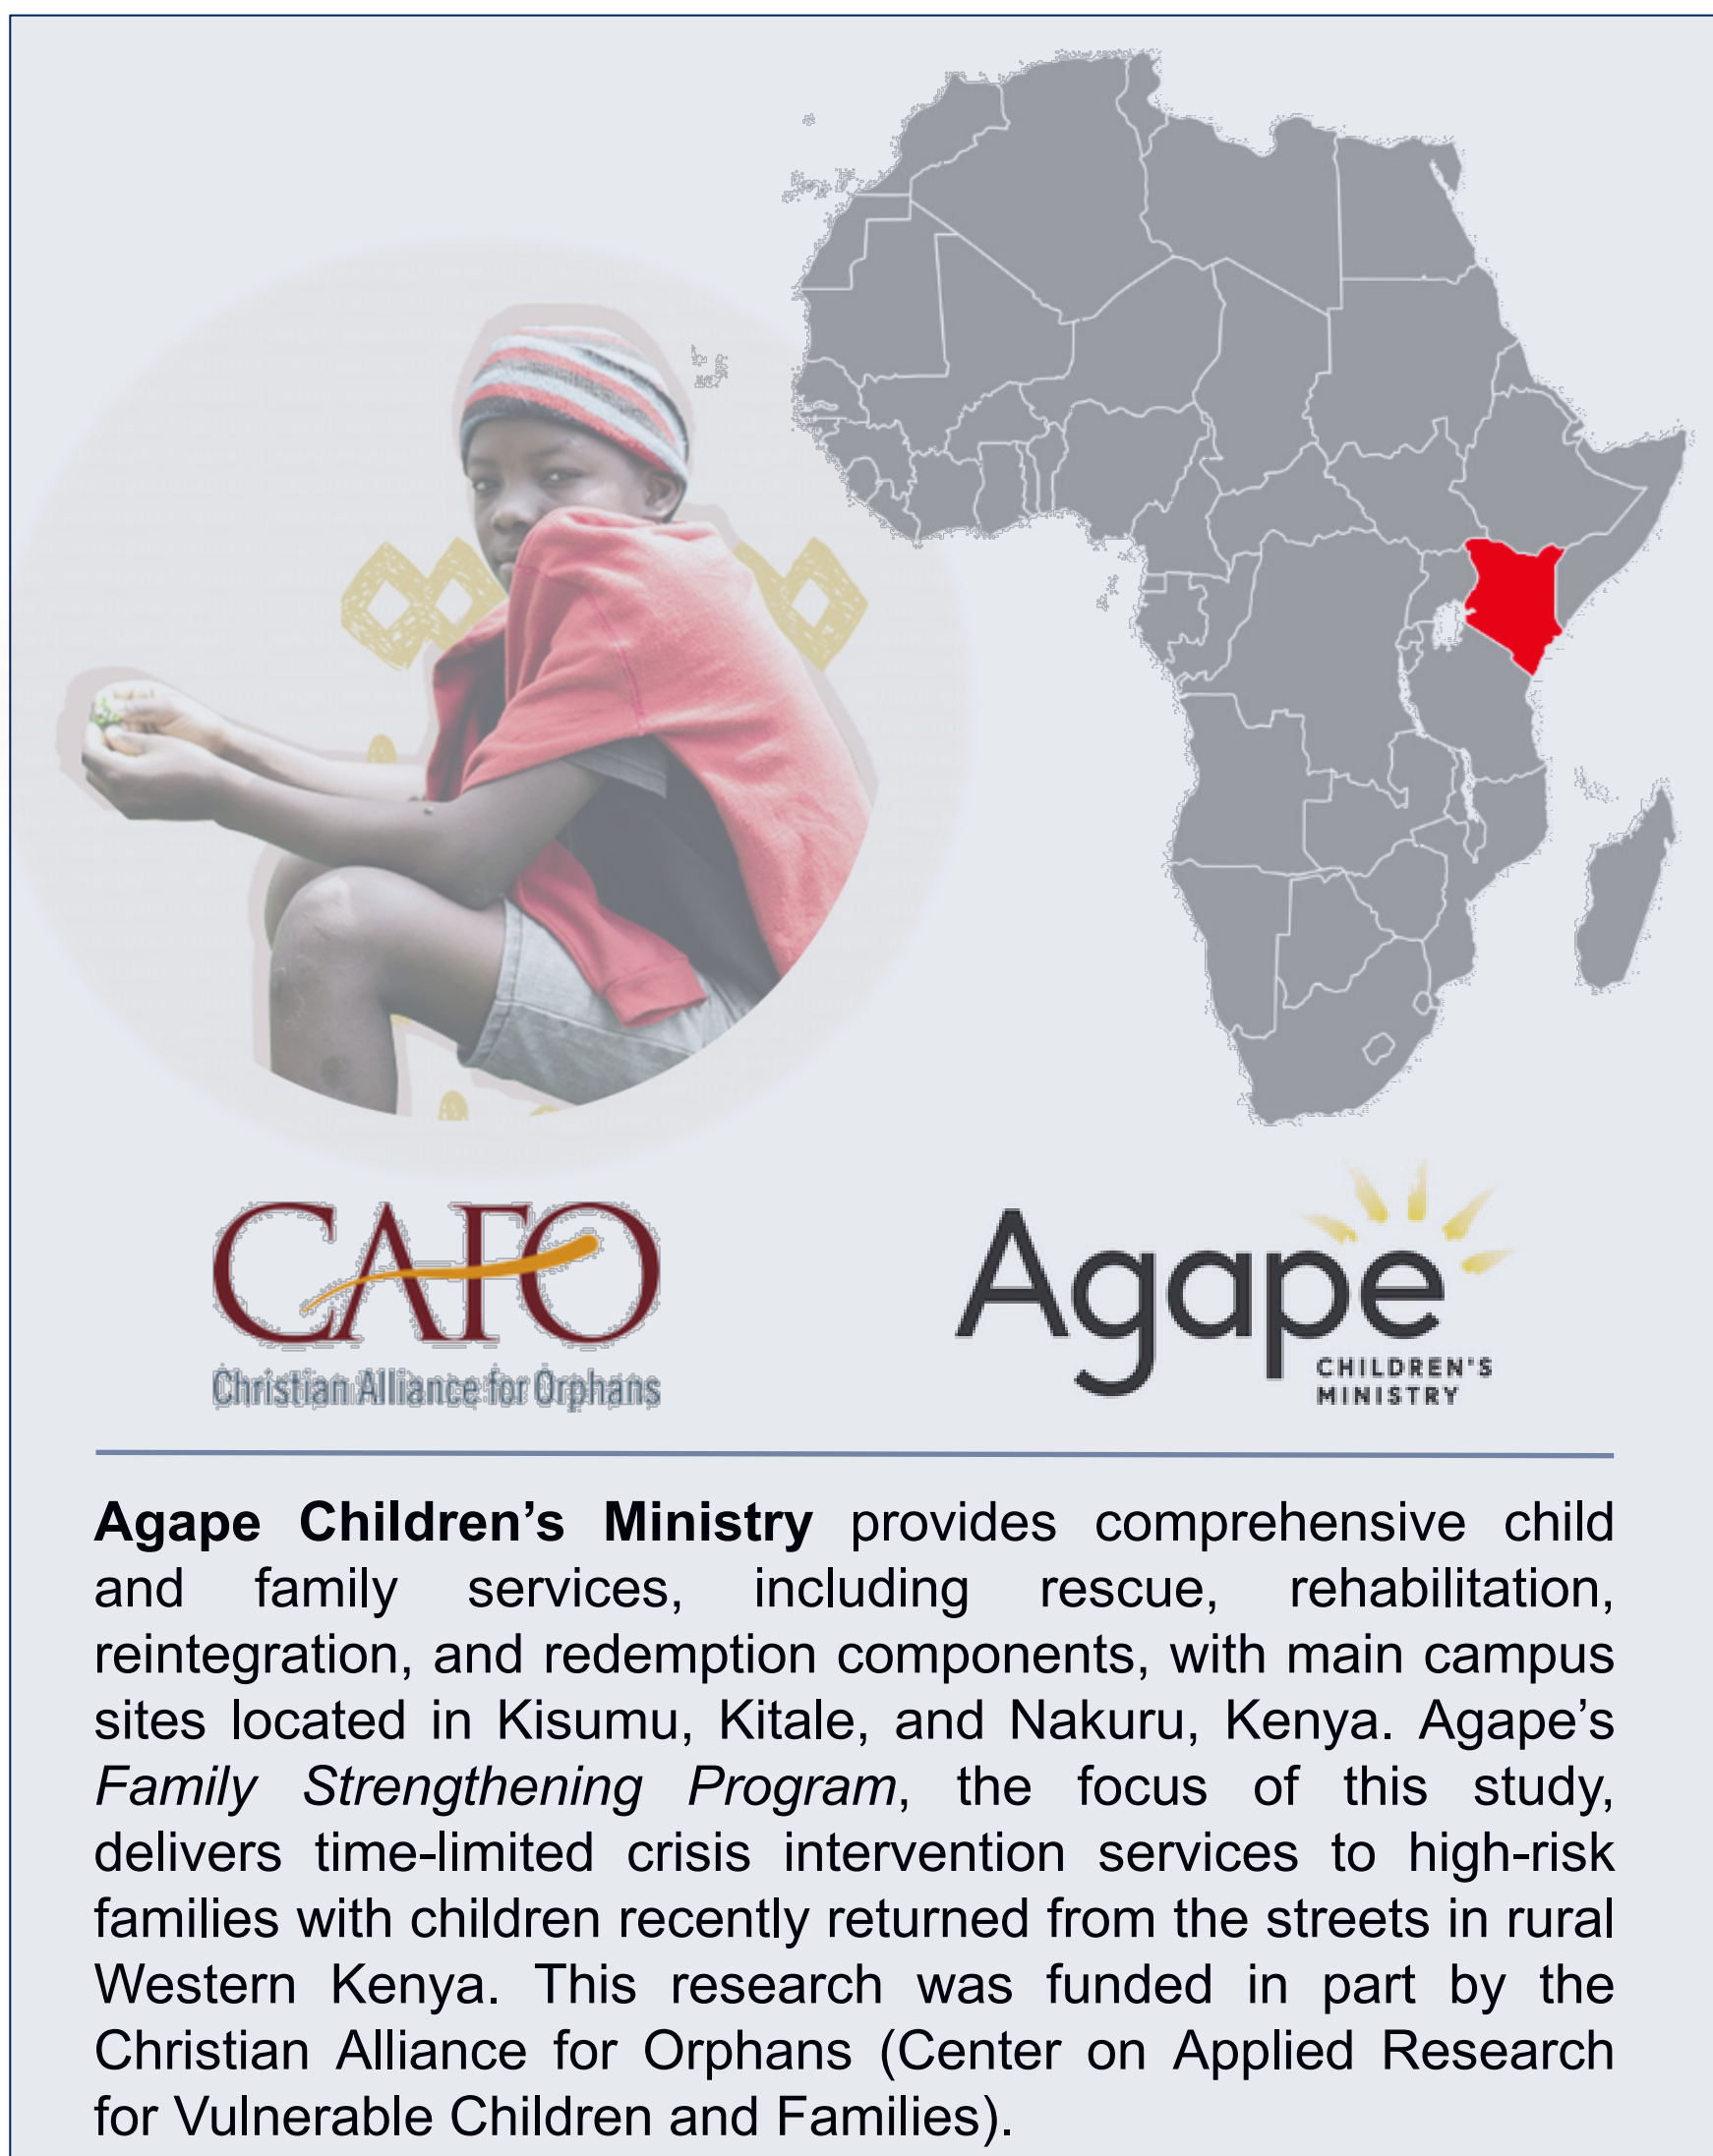 CAFO
Christian Alliance for Orphans
Agape
CHILDREN'S
MINISTRY
Agape Children’s Ministry provides comprehensive child
and family services, including rescue, rehabilitation,
reintegration, and redemption components, with main campus
sites located in Kisumu, Kitale, and Nakuru, Kenya. Agape’s
Family Strengthening Program, the focus of this study,
delivers time-limited crisis intervention services to high-risk
families with children recently returned from the streets in rural
Western Kenya. This research was funded in part by the
Christian Alliance for Orphans (Center on Applied Research
for Vulnerable Children and Families).